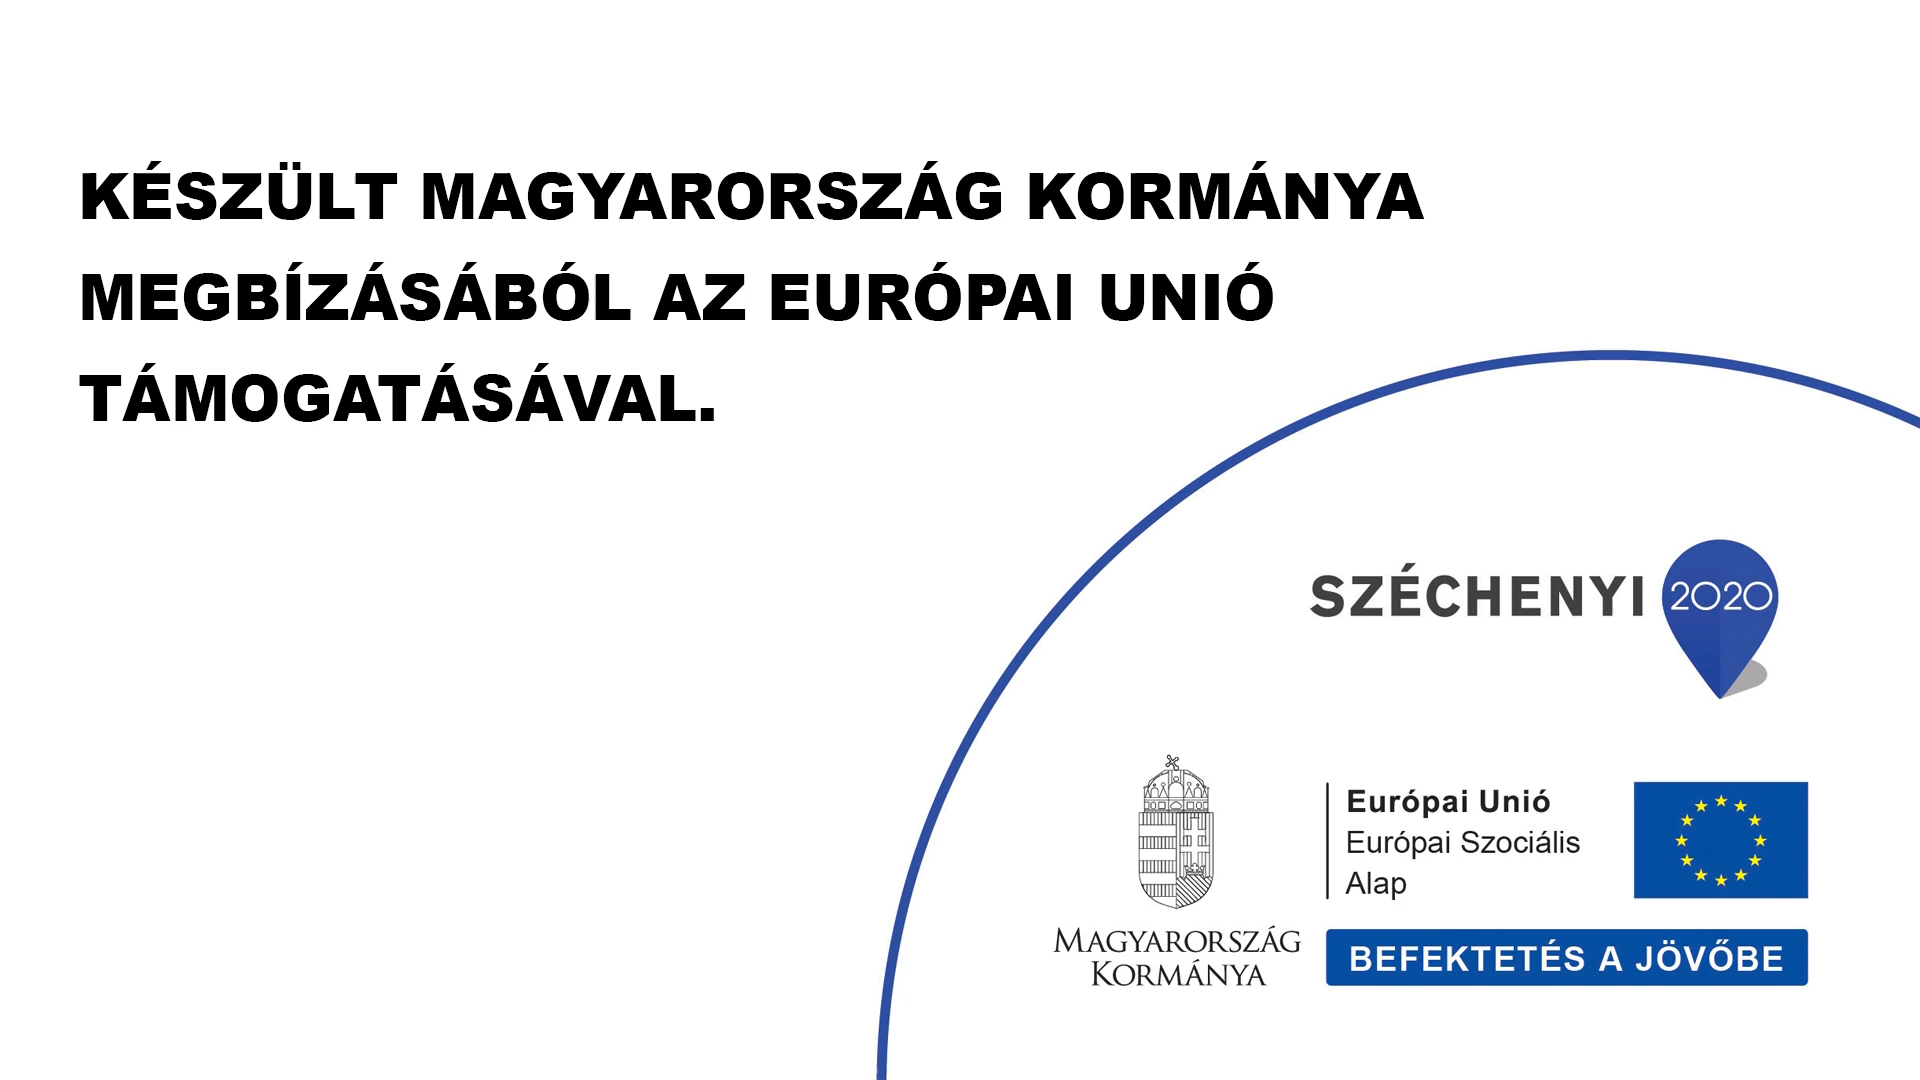 KÉSZÜLT MAGYARORSZÁG KORMÁNYA
MEGBÍZÁSÁBÓL AZ EURÓPAI UNIÓ
TÁMOGATÁSÁVAL.
SZÉCHENYI 2020
MAGYARORSZÁG
KORMÁNYA
Európai Unió
Európai Szociális
Alap
BEFEKTETÉS A JÖVŐBE